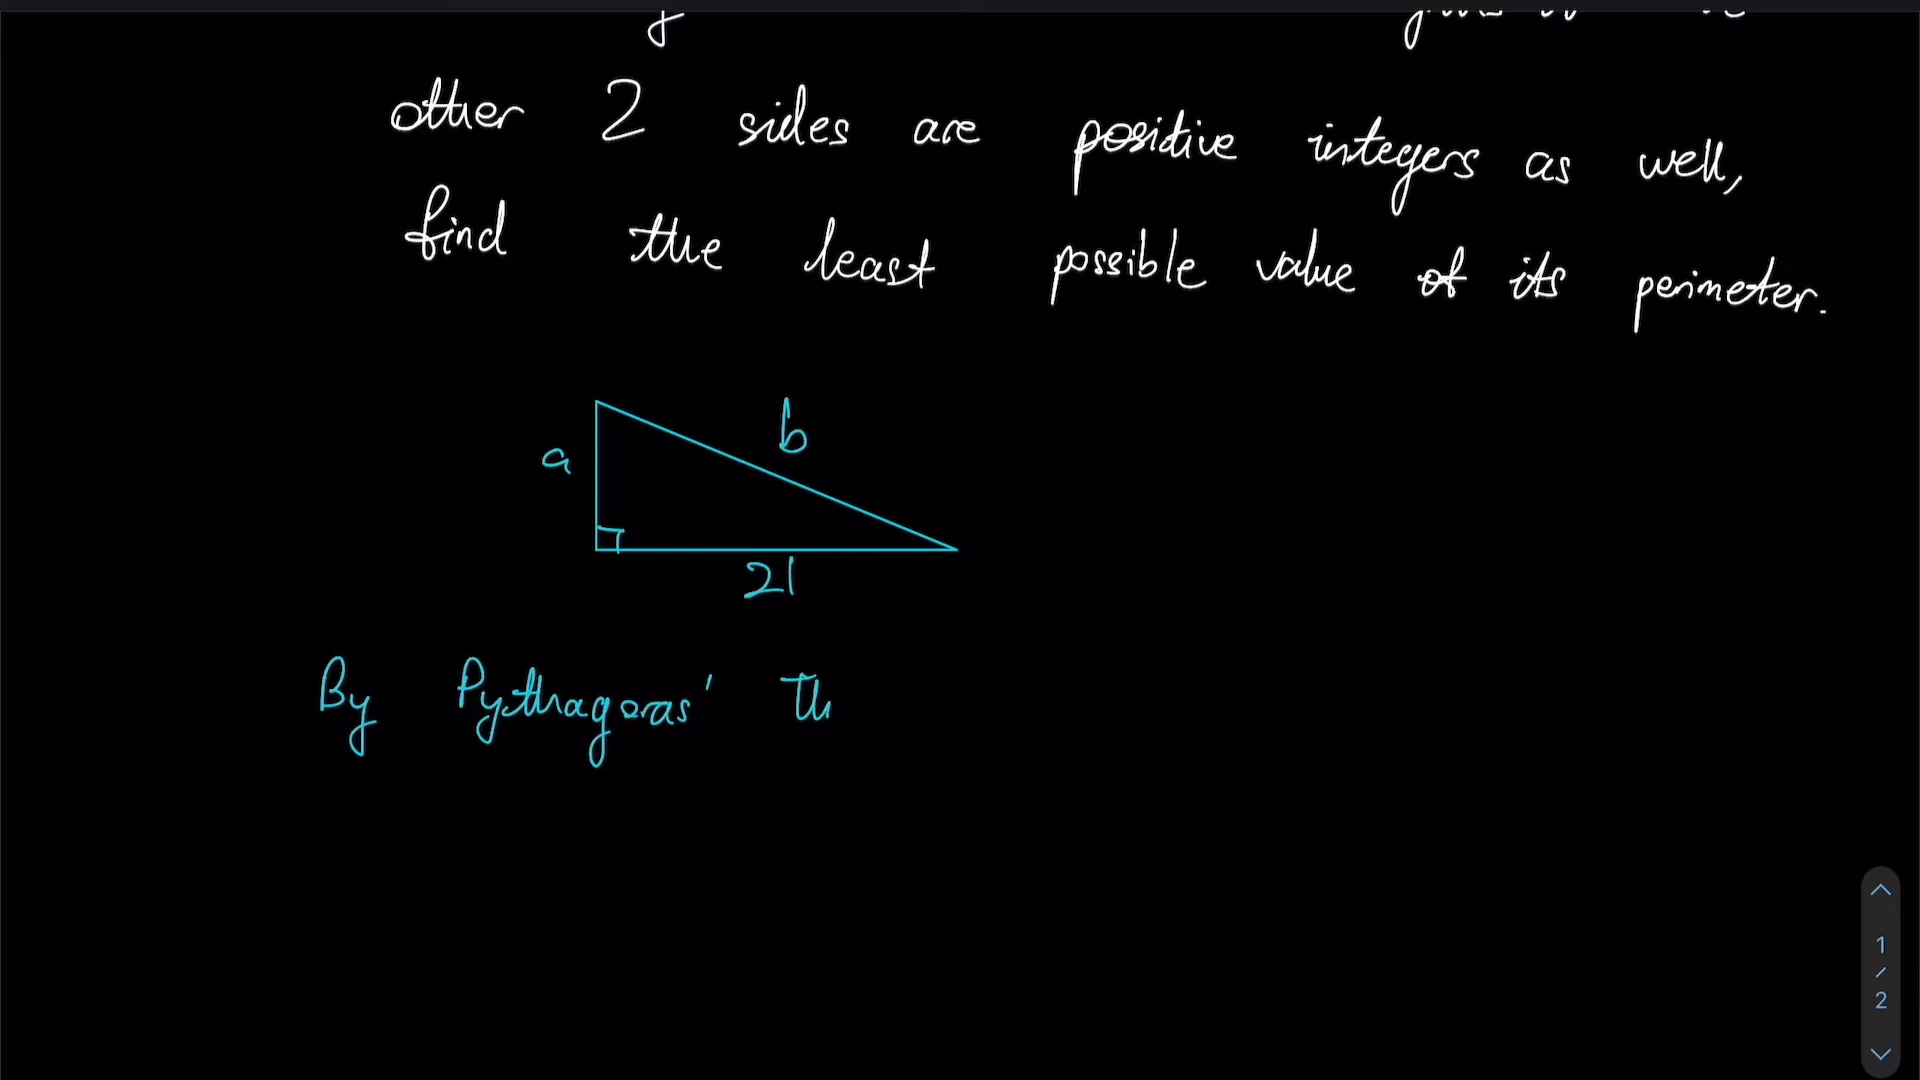 other 2 sides are positive integers as well,
find the least possible value of its perimeter.
b
a
21
By Pythagoras' Th
1
/
2